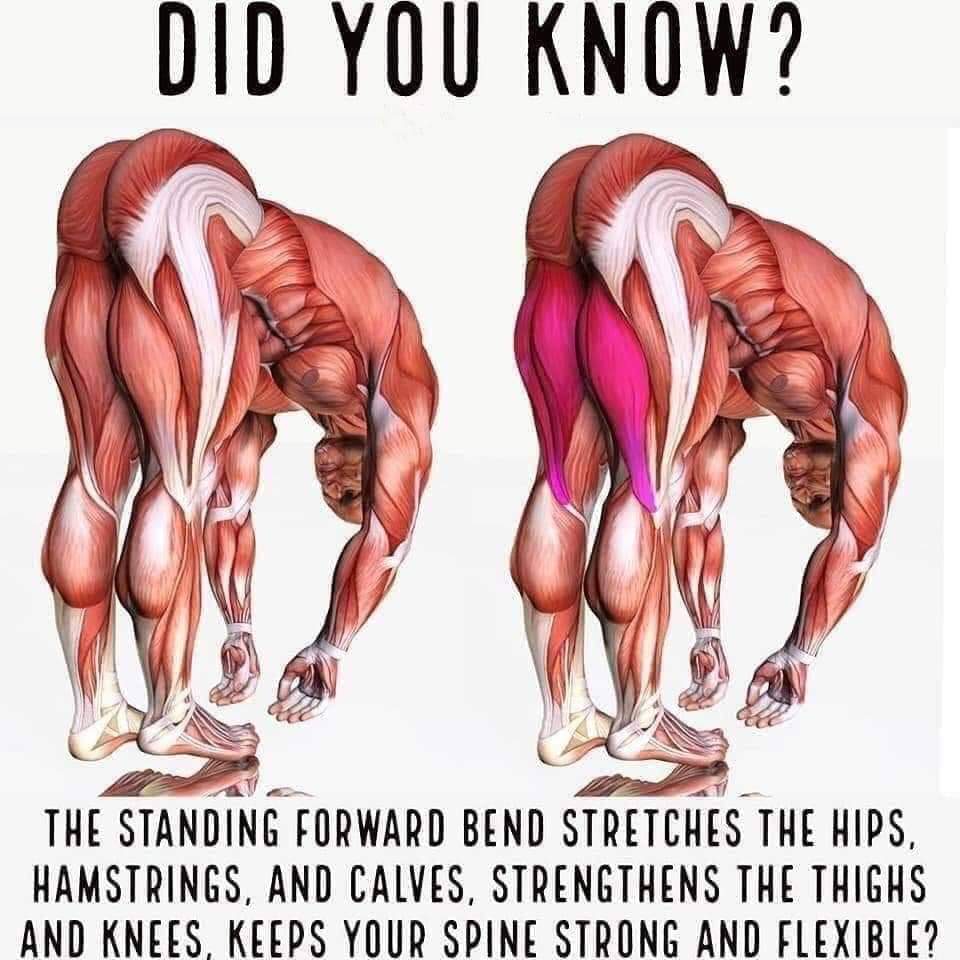 DID YOU KNOW?
THE STANDING FORWARD BEND STRETCHES THE HIPS,
HAMSTRINGS, AND CALVES, STRENGTHENS THE THIGHS
AND KNEES, KEEPS YOUR SPINE STRONG AND FLEXIBLE?